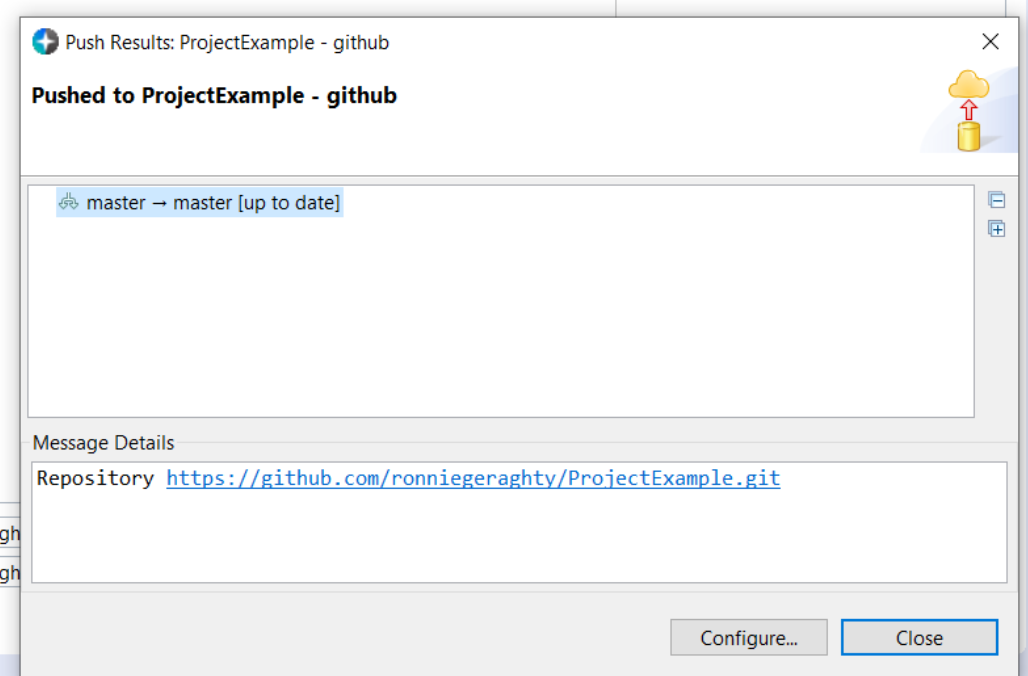 Push Results: ProjectExample - github
Pushed to ProjectExample - github
master → master [up to date]
Message Details
Repository https://github.com/ronniegeraghty/ProjectExample.git
gh
gh
Configure...
Close